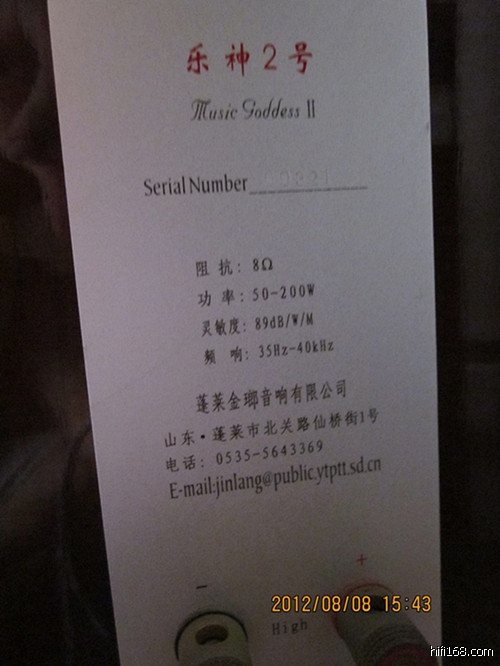 乐神2号
Music Goddess II
Serial Number
阻 抗：8Ω
功 率：50-200W
灵敏度：89dB/W/M
频 响：35Hz-40kHz
蓬莱金瑯音响有限公司
山东·蓬莱市北关路仙桥街1号
电话：0535-5643369
E-mail:jinlang@public.ytptt.sd.cn
- +
2012/08/08 15:43
High
hifi168.com